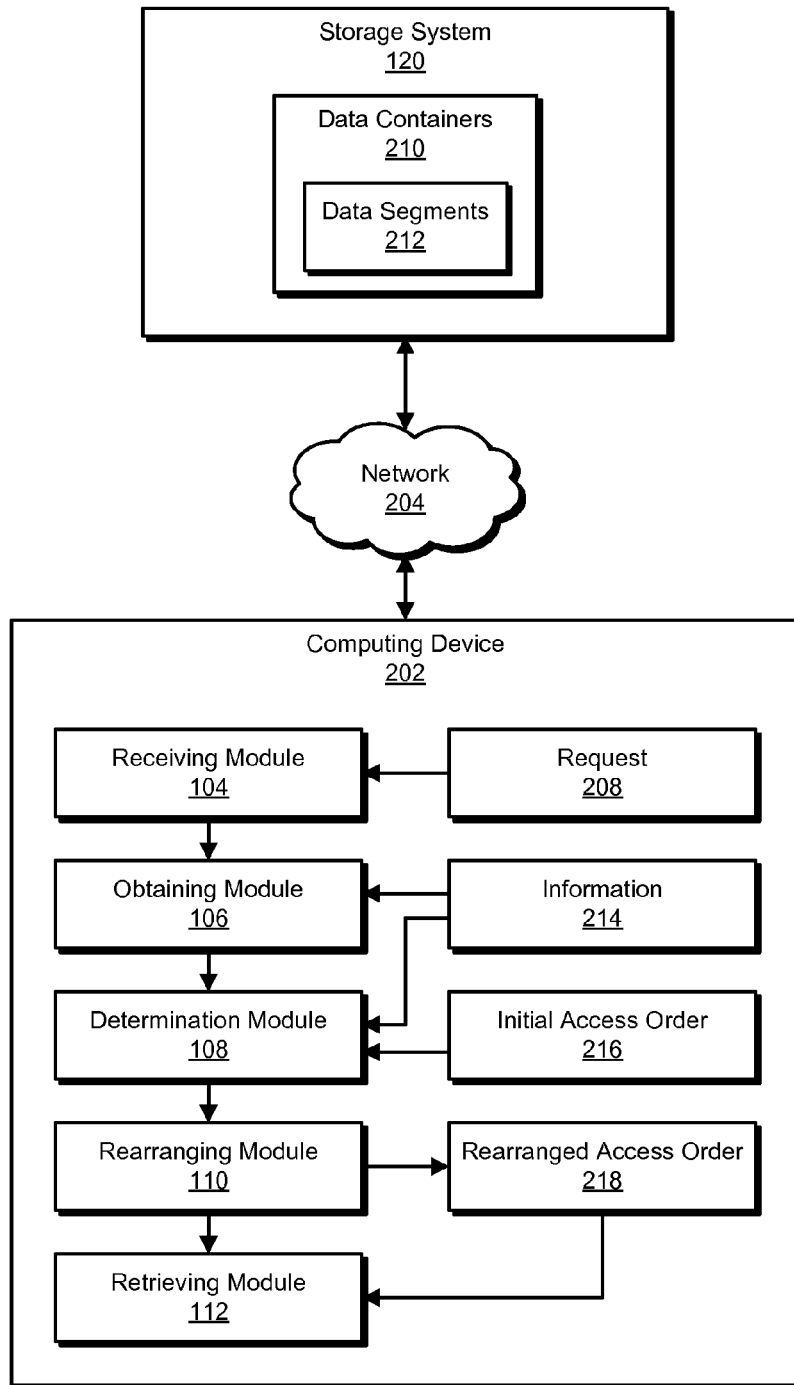 Storage System
120
Data Containers
210
Data Segments
212
Network
204
Computing Device
202
Receiving Module
104
Request
208
Obtaining Module
106
Information
214
Determination Module
108
Initial Access Order
216
Rearranging Module
110
Rearranged Access Order
218
Retrieving Module
112